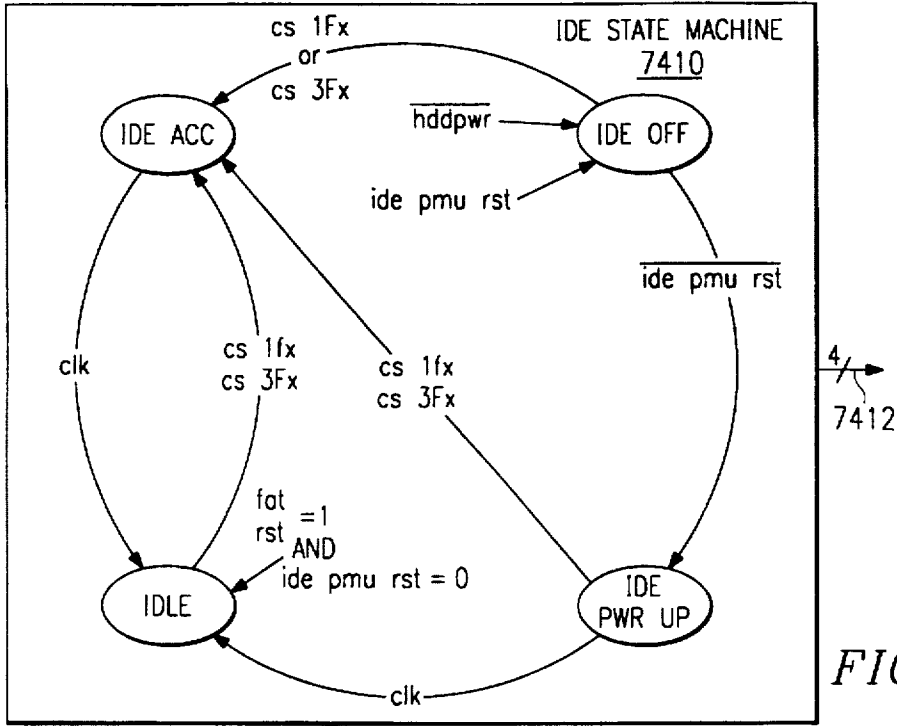 IDE STATE MACHINE
7410
cs 1Fx
or
cs 3Fx
IDE ACC
hddpwr
IDE OFF
ide pmu rst
ide pmu rst
clk
cs 1fx
cs 3Fx
cs 1fx
cs 3Fx
4
7412
fat
rst =1
AND
ide pmu rst = 0
IDLE
IDE
PWR UP
clk
FIG